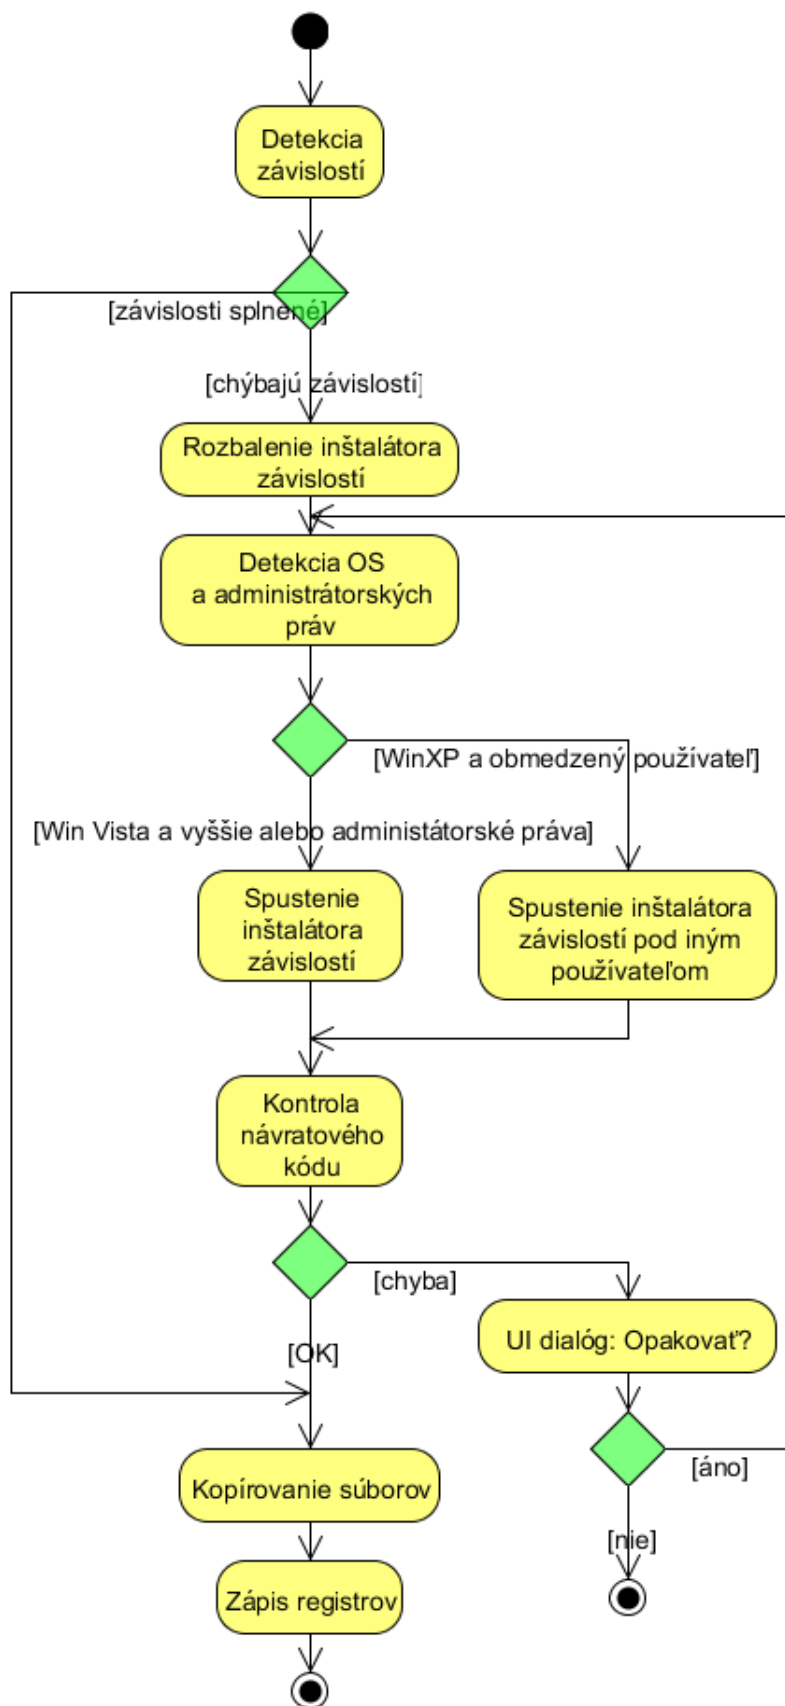 Detekcia
závislostí
[závislosti splnené]
[chýbajú závislostí]
Rozbalenie inštalátora
závislostí
Detekcia OS
a administrátorských
práv
[WinXP a obmedzený používateľ]
[Win Vista a vyššie alebo administátorské práva]
Spustenie
inštalátora
závislostí
Spustenie inštalátora
závislostí pod iným
používateľom
Kontrola
návratového
kódu
[chyba]
UI dialóg: Opakovať?
[OK]
[áno]
Kopírovanie súborov
[nie]
Zápis registrov